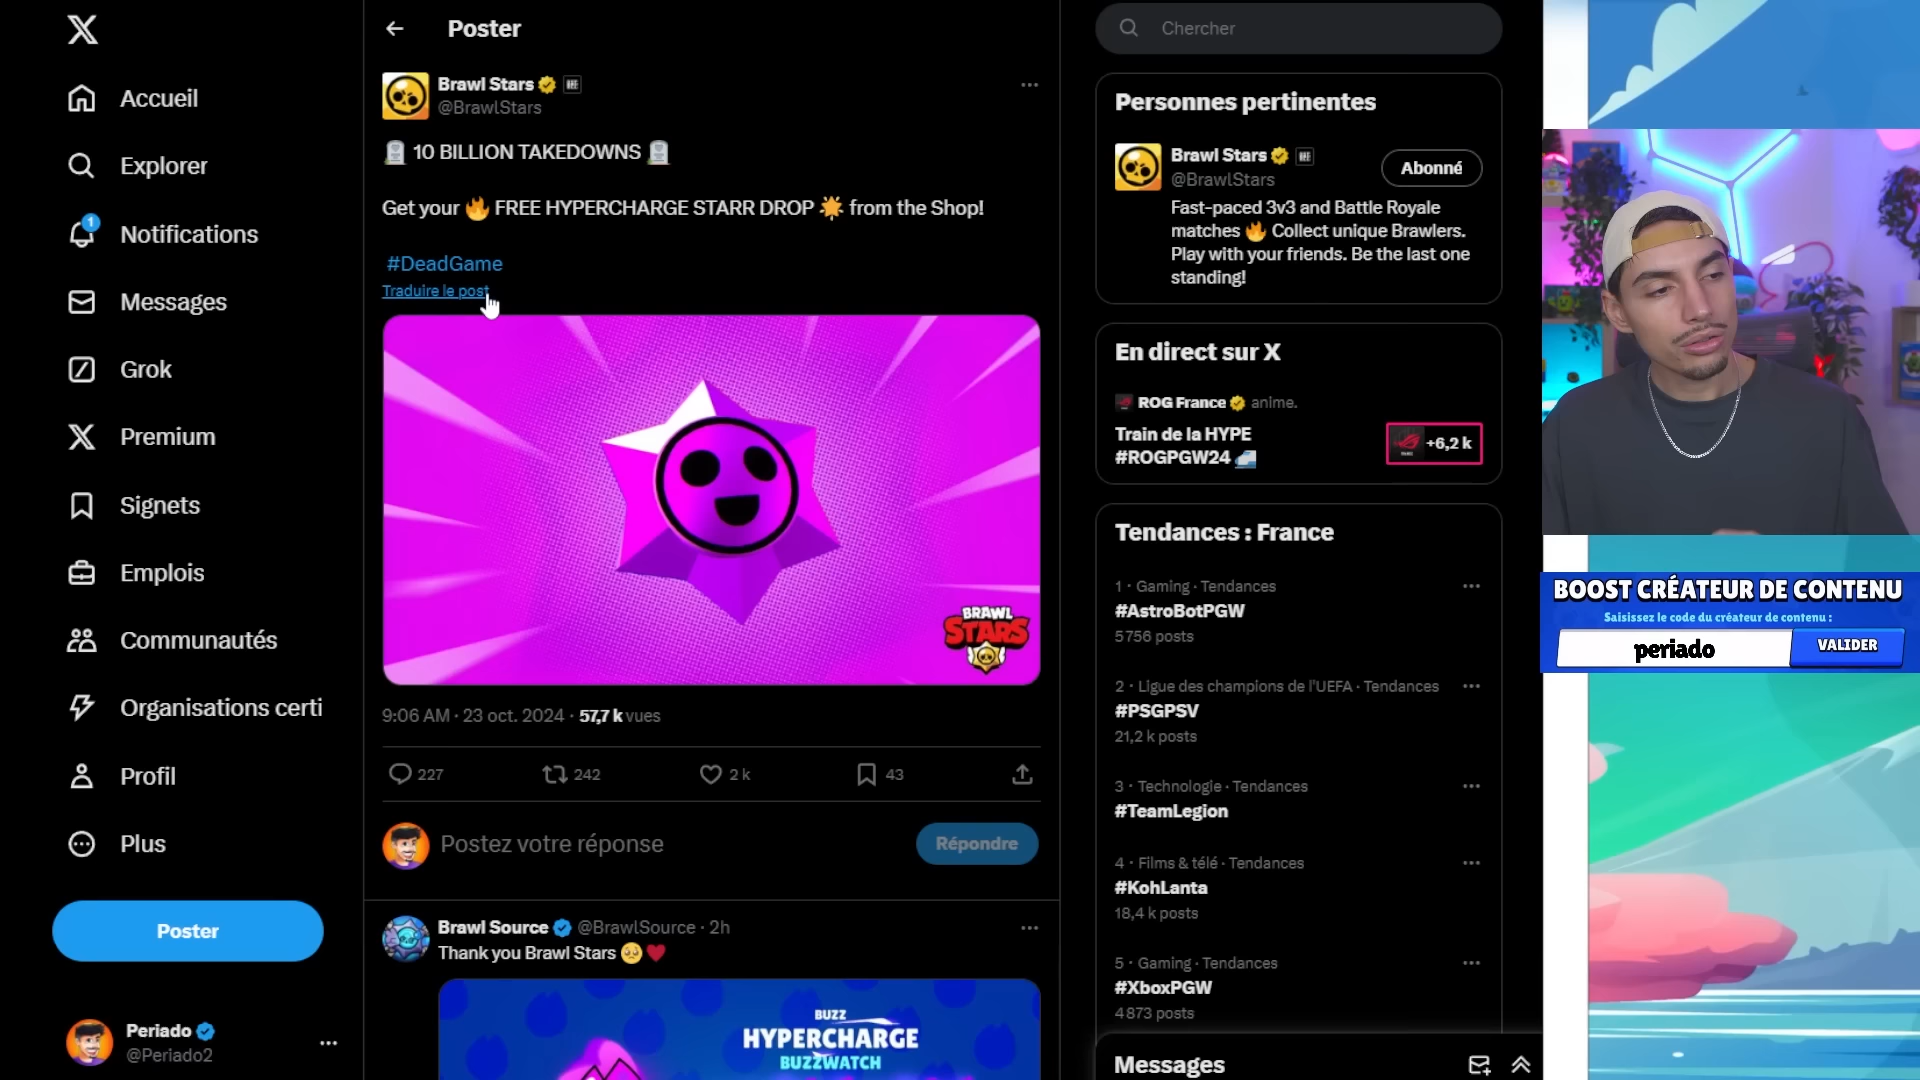 Accueil
Explorer
1
Notifications
Messages
Grok
Premium
Signets
Emplois
Communautés
Organisations certi
Profil
Plus
Poster
Periado
@Periado2
Poster
Brawl Stars
@BrawlStars
🪦 10 BILLION TAKEDOWNS 🪦
Get your 🔥 FREE HYPERCHARGE STARR DROP 🌟 from the Shop!
#DeadGame
Traduire le post
BRAWL
STARS
9:06 AM · 23 oct. 2024 · 57,7 k vues
227
242
2 k
43
Postez votre réponse
Répondre
Brawl Source @BrawlSource · 2h
Thank you Brawl Stars 🥺❤️
BUZZ
HYPERCHARGE
BUZZWATCH
Chercher
Personnes pertinentes
Brawl Stars
@BrawlStars
Abonné
Fast-paced 3v3 and Battle Royale
matches 🔥 Collect unique Brawlers.
Play with your friends. Be the last one
standing!
En direct sur X
ROG France anime.
Train de la HYPE
#ROGPGW24 🚄
+6,2 k
Tendances : France
1 · Gaming · Tendances
#AstroBotPGW
5 756 posts
2 · Ligue des champions de l'UEFA · Tendances
#PSGPSV
21,2 k posts
3 · Technologie · Tendances
#TeamLegion
4 · Films & télé · Tendances
#KohLanta
18,4 k posts
5 · Gaming · Tendances
#XboxPGW
4 873 posts
Messages
BOOST CRÉATEUR DE CONTENU
Saisissez le code du créateur de contenu :
periado
VALIDER